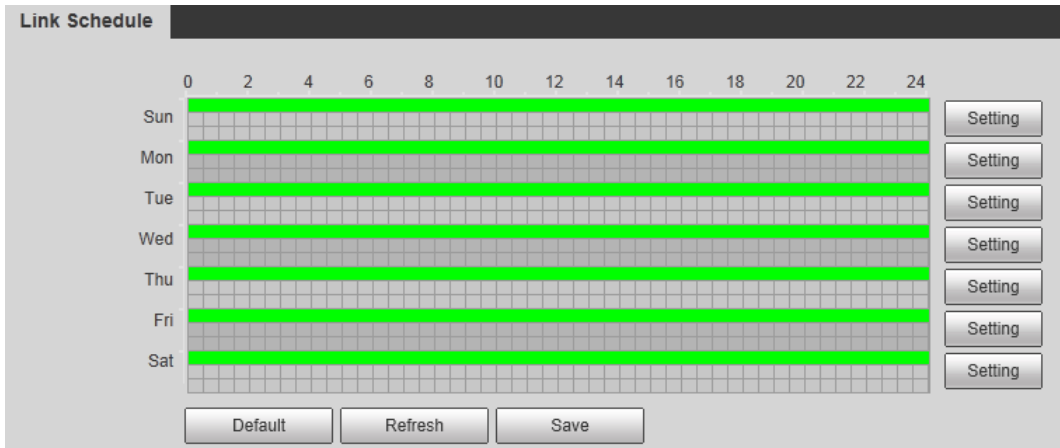 Link Schedule
0 2 4 6 8 10 12 14 16 18 20 22 24
Sun Setting
Mon Setting
Tue Setting
Wed Setting
Thu Setting
Fri Setting
Sat Setting
Default Refresh Save